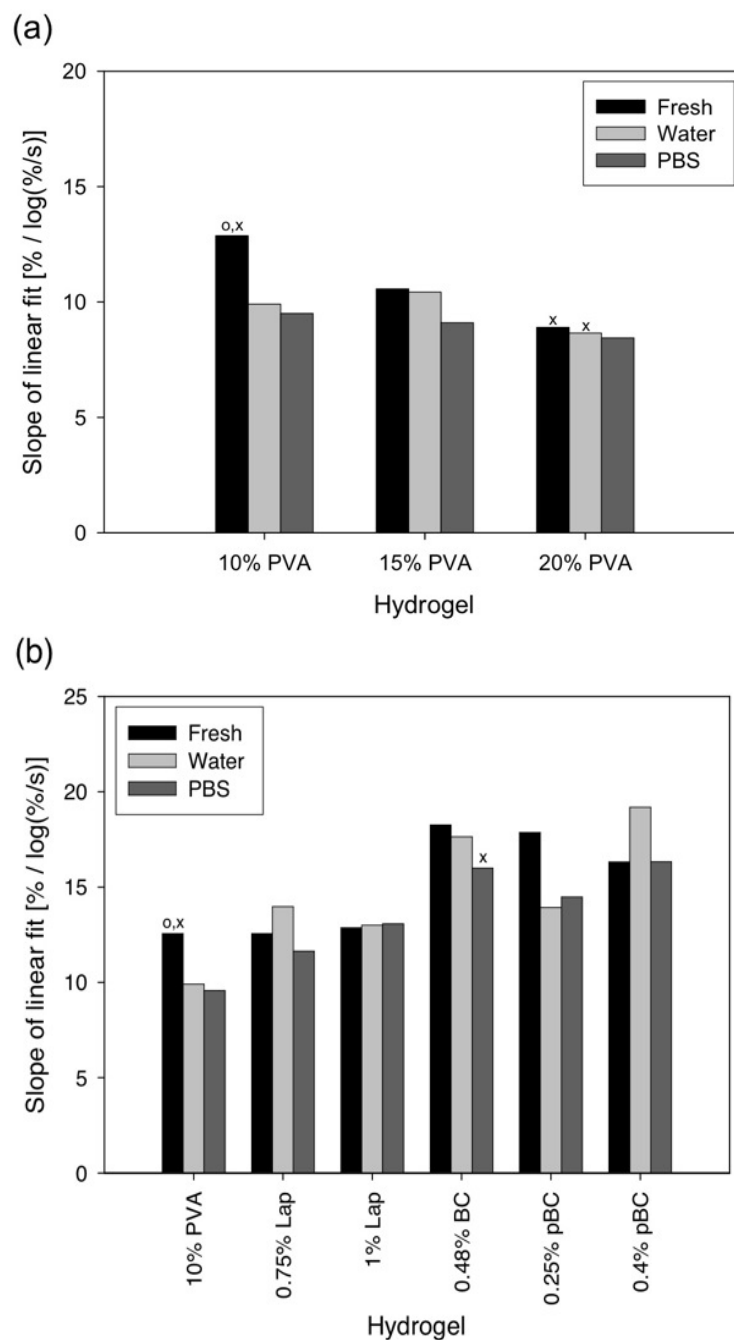 (a)
Slope of linear fit [% / log(%/s)]
20
15
10
5
0
Fresh
Water
PBS
o,x
x
x
10% PVA
15% PVA
20% PVA
Hydrogel
(b)
Slope of linear fit [% / log(%/s)]
25
20
15
10
5
0
Fresh
Water
PBS
o,x
x
10% PVA
0.75% Lap
1% Lap
0.48% BC
0.25% pBC
0.4% pBC
Hydrogel